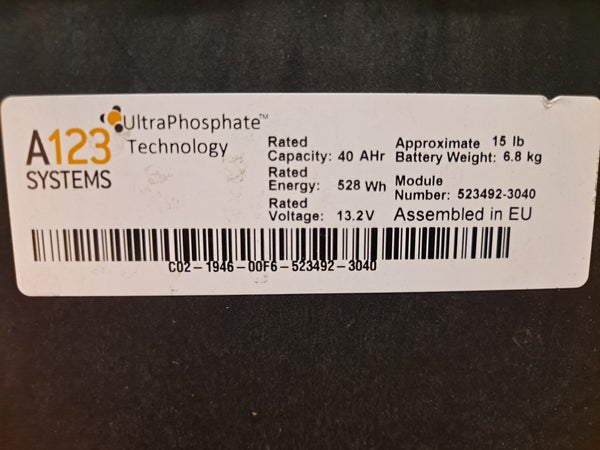 A123
SYSTEMS
UltraPhosphate™
Technology
Rated
Capacity: 40 AHr
Rated
Energy: 528 Wh
Rated
Voltage: 13.2V
Approximate 15 lb
Battery Weight: 6.8 kg
Module
Number: 523492-3040
Assembled in EU
C02-1946-00F6-523492-3040